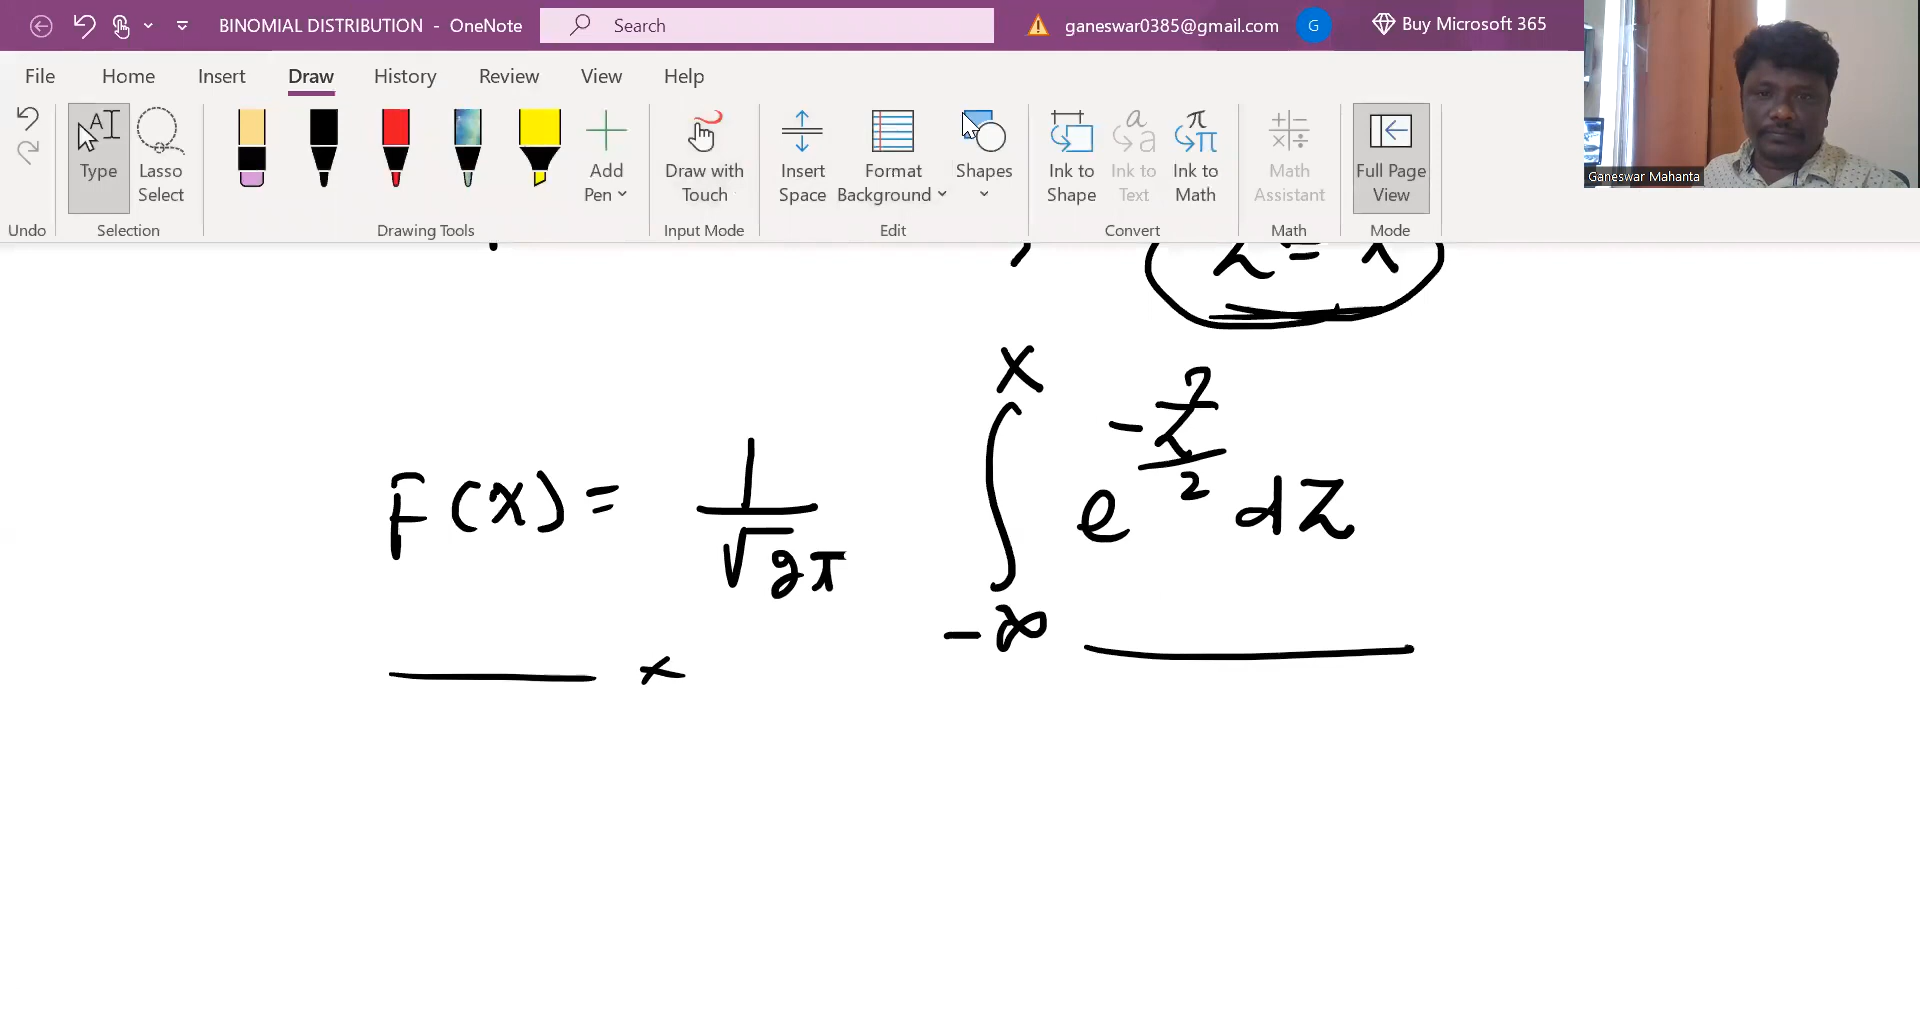 BINOMIAL DISTRIBUTION - OneNote
Search
ganeswar0385@gmail.com
G
Buy Microsoft 365
File Home Insert Draw History Review View Help
Type
Lasso Select
Add Pen
Draw with Touch
Insert Space
Format Background
Shapes
Ink to Shape
Ink to Text
Ink to Math
Math Assistant
Full Page View
Undo Selection Drawing Tools Input Mode Edit Convert Math Mode
Ganeswar Mahanta
Z = x
F(x) = 1/√2π ∫_{-∞}^{x} e^{-Z²/2} dZ